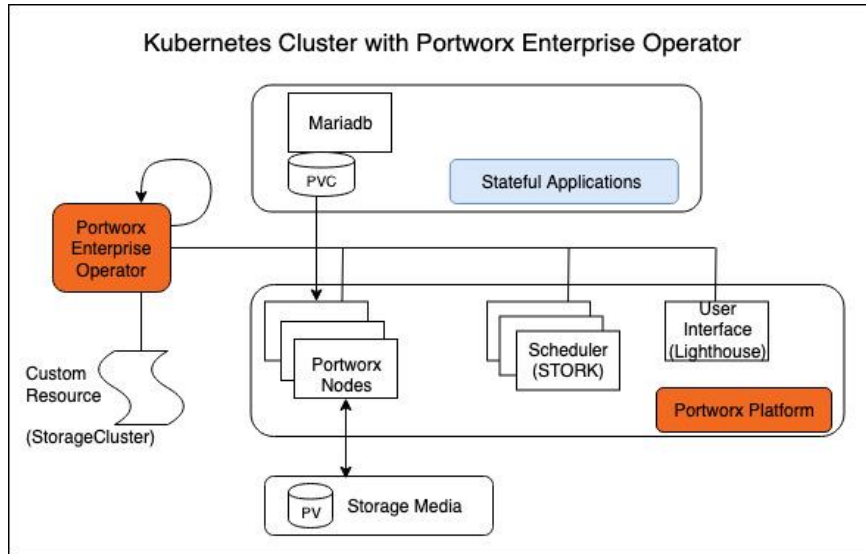 Kubernetes Cluster with Portworx Enterprise Operator
Mariadb
PVC
Stateful Applications
Portworx
Enterprise
Operator
Portworx
Nodes
Scheduler
(STORK)
User
Interface
(Lighthouse)
Custom
Resource
(StorageCluster)
Portworx Platform
PV
Storage Media